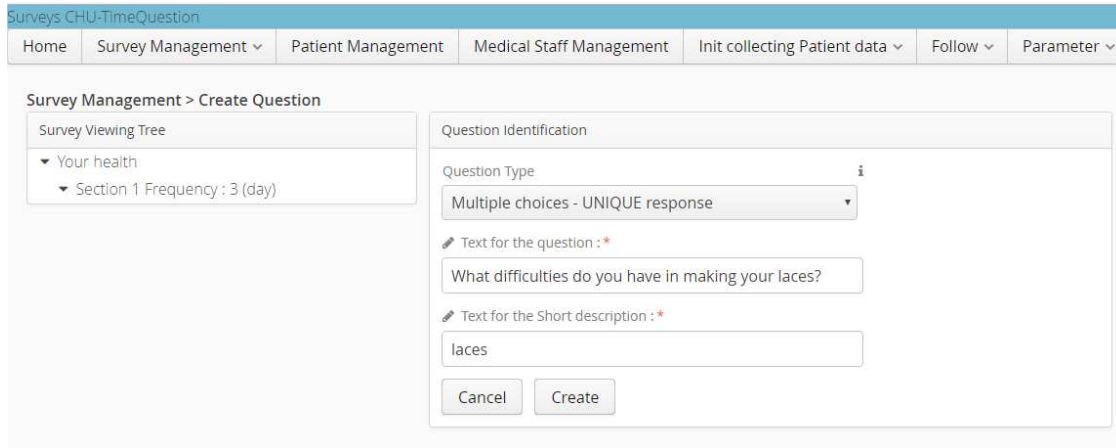 Surveys CHU-TimeQuestion
Home Survey Management Patient Management Medical Staff Management Init collecting Patient data Follow Parameter
Survey Management > Create Question
Survey Viewing Tree
Your health
Section 1 Frequency : 3 (day)
Question Identification
Question Type
Multiple choices - UNIQUE response
Text for the question : *
What difficulties do you have in making your laces?
Text for the Short description : *
laces
Cancel Create